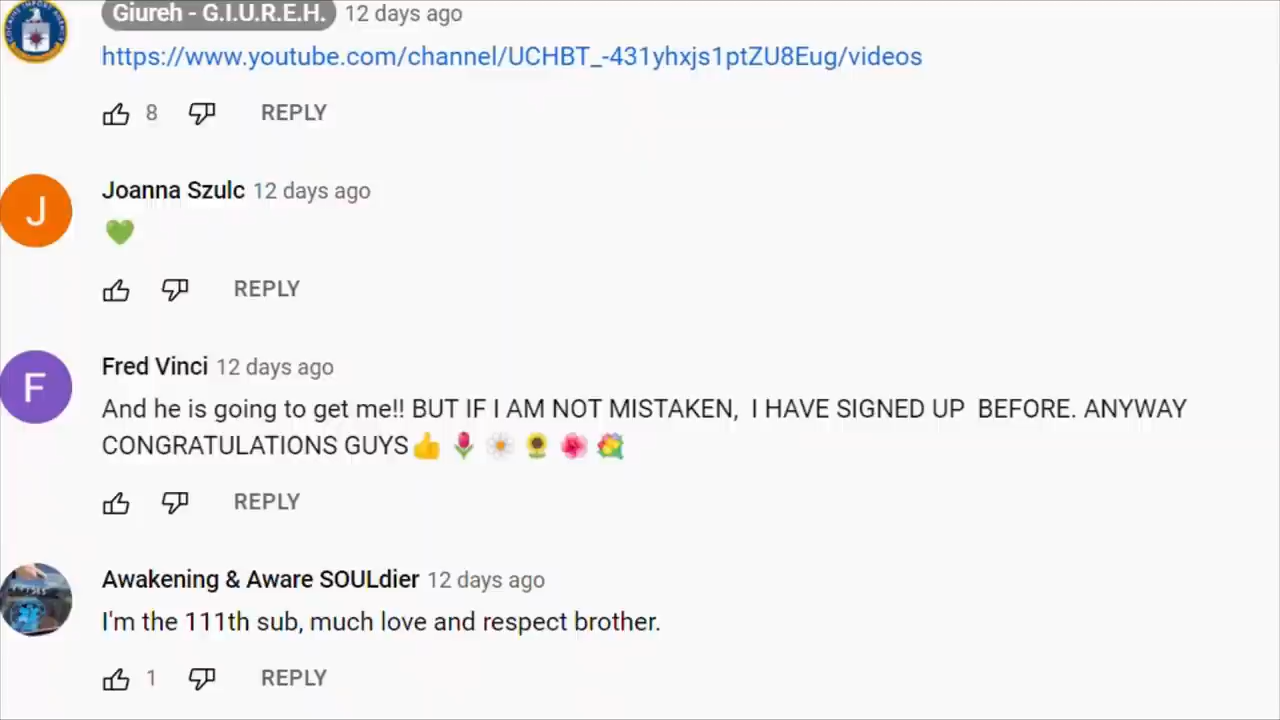 Giureh - G.I.U.R.E.H. 12 days ago
https://www.youtube.com/channel/UCHBT_-431yhxjs1ptZU8Eug/videos
8 REPLY
J
Joanna Szulc 12 days ago
💚
REPLY
F
Fred Vinci 12 days ago
And he is going to get me!! BUT IF I AM NOT MISTAKEN,  I HAVE SIGNED UP  BEFORE. ANYWAY
CONGRATULATIONS GUYS👍🌷🌼🌻🌺💐
REPLY
Awakening & Aware SOULdier 12 days ago
I'm the 111th sub, much love and respect brother.
1 REPLY